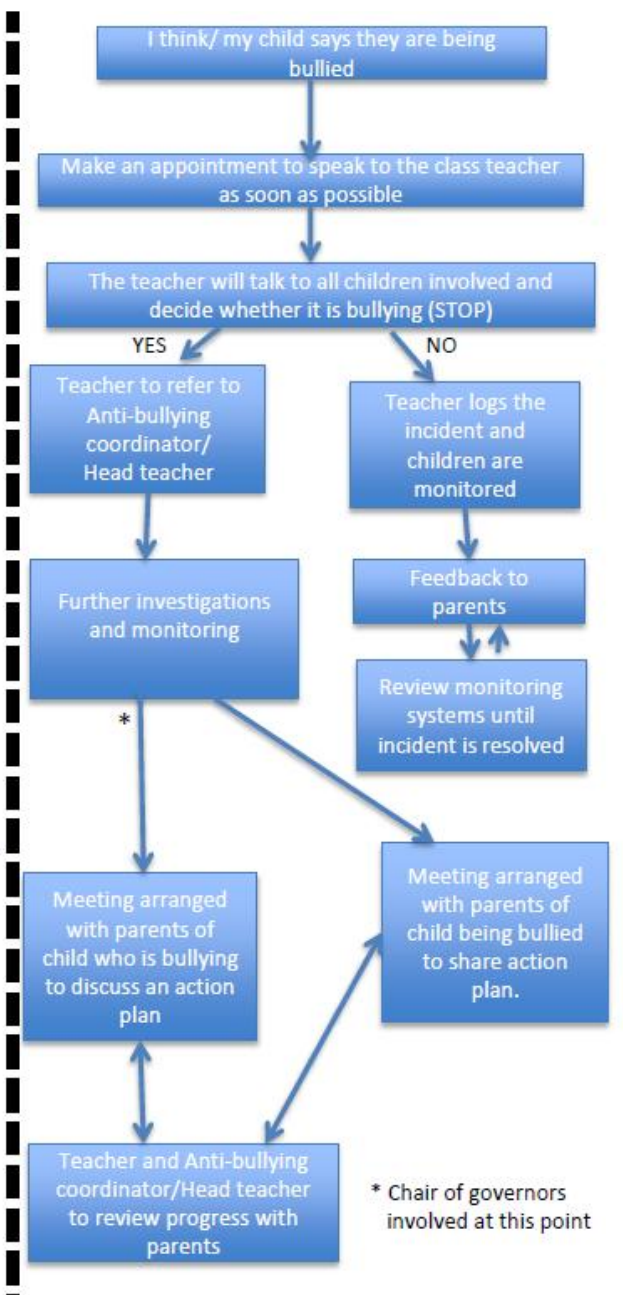 I think/ my child says they are being
bullied
Make an appointment to speak to the class teacher
as soon as possible
The teacher will talk to all children involved and
decide whether it is bullying (STOP)
YES
NO
Teacher to refer to
Anti-bullying
coordinator/
Head teacher
Teacher logs the
incident and
children are
monitored
Further investigations
and monitoring
Feedback to
parents
Review monitoring
systems until
incident is resolved
*
Meeting arranged
with parents of
child who is bullying
to discuss an action
plan
Meeting arranged
with parents of
child being bullied
to share action
plan.
Teacher and Anti-bullying
coordinator/Head teacher
to review progress with
parents
* Chair of governors
involved at this point